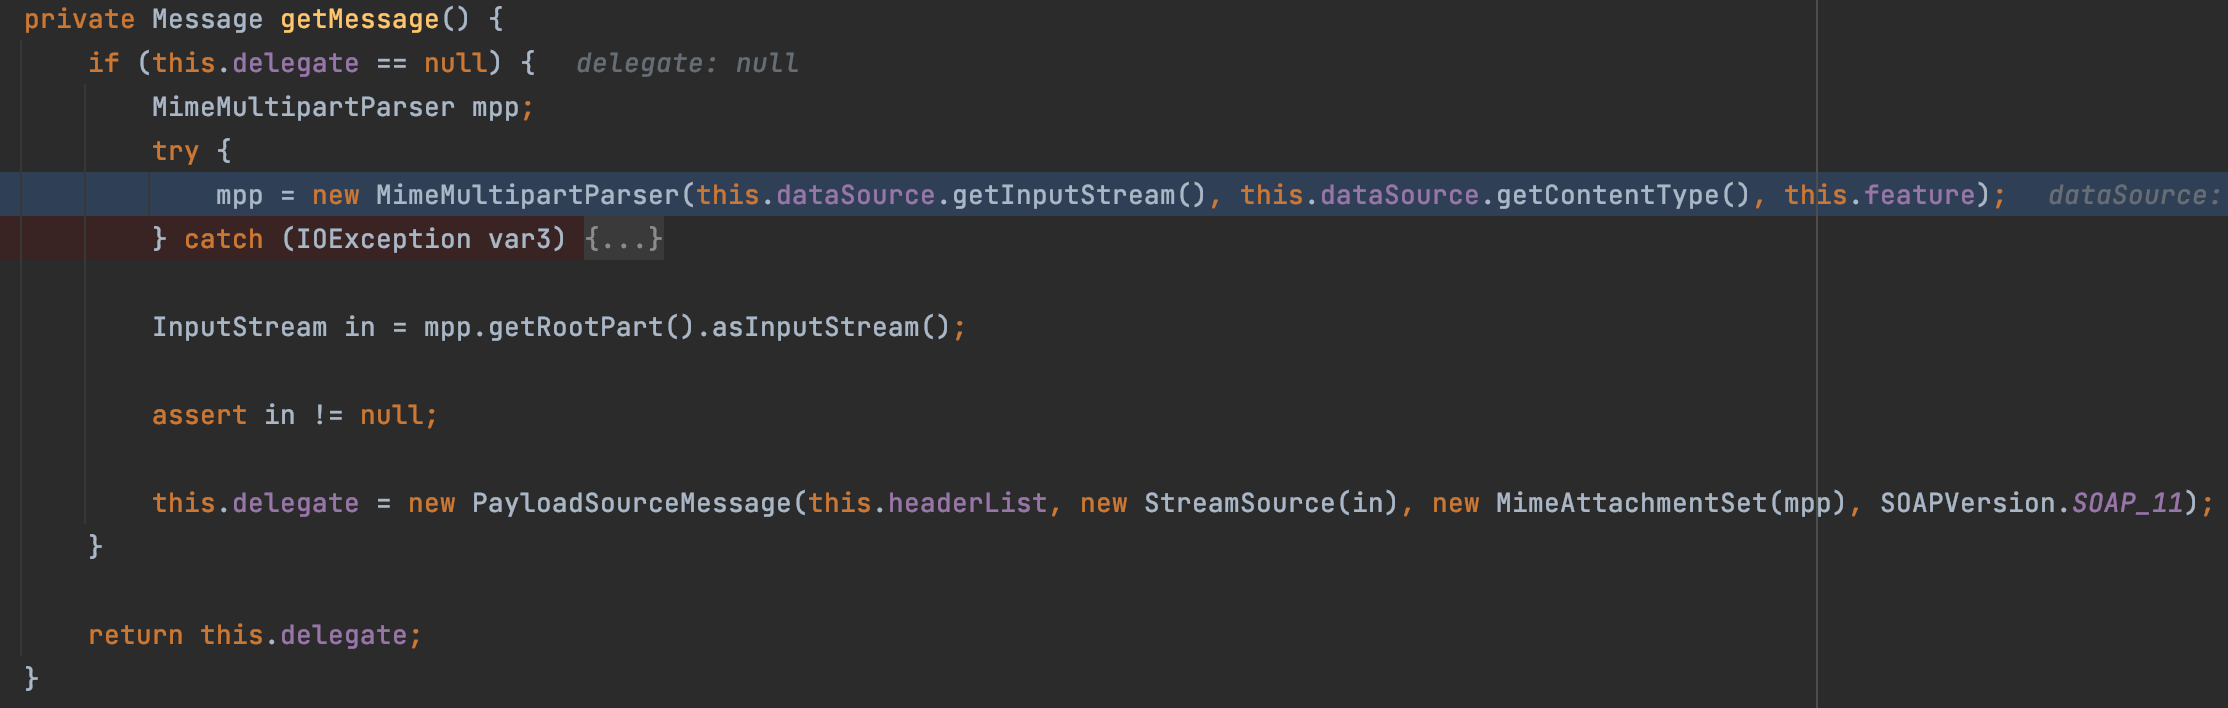 private Message getMessage() {
if (this.delegate == null) { delegate: null
MimeMultipartParser mpp;
try {
mpp = new MimeMultipartParser(this.dataSource.getInputStream(), this.dataSource.getContentType(), this.feature); dataSource:
} catch (IOException var3) {...}
InputStream in = mpp.getRootPart().asInputStream();
assert in != null;
this.delegate = new PayloadSourceMessage(this.headerList, new StreamSource(in), new MimeAttachmentSet(mpp), SOAPVersion.SOAP_11);
}
return this.delegate;
}